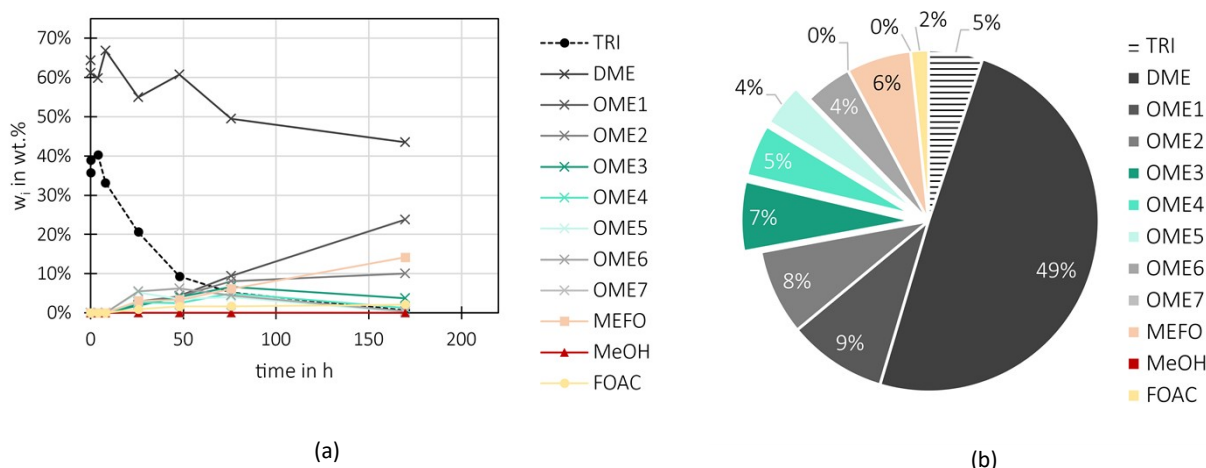 70%
60%
50%
40%
30%
20%
10%
0%
w_i in wt.%
0
50
100
150
200
time in h
TRI
DME
OME1
OME2
OME3
OME4
OME5
OME6
OME7
MEFO
MeOH
FOAC
(a)
0%
2%
5%
0%
6%
4%
4%
5%
7%
8%
9%
49%
TRI
DME
OME1
OME2
OME3
OME4
OME5
OME6
OME7
MEFO
MeOH
FOAC
(b)